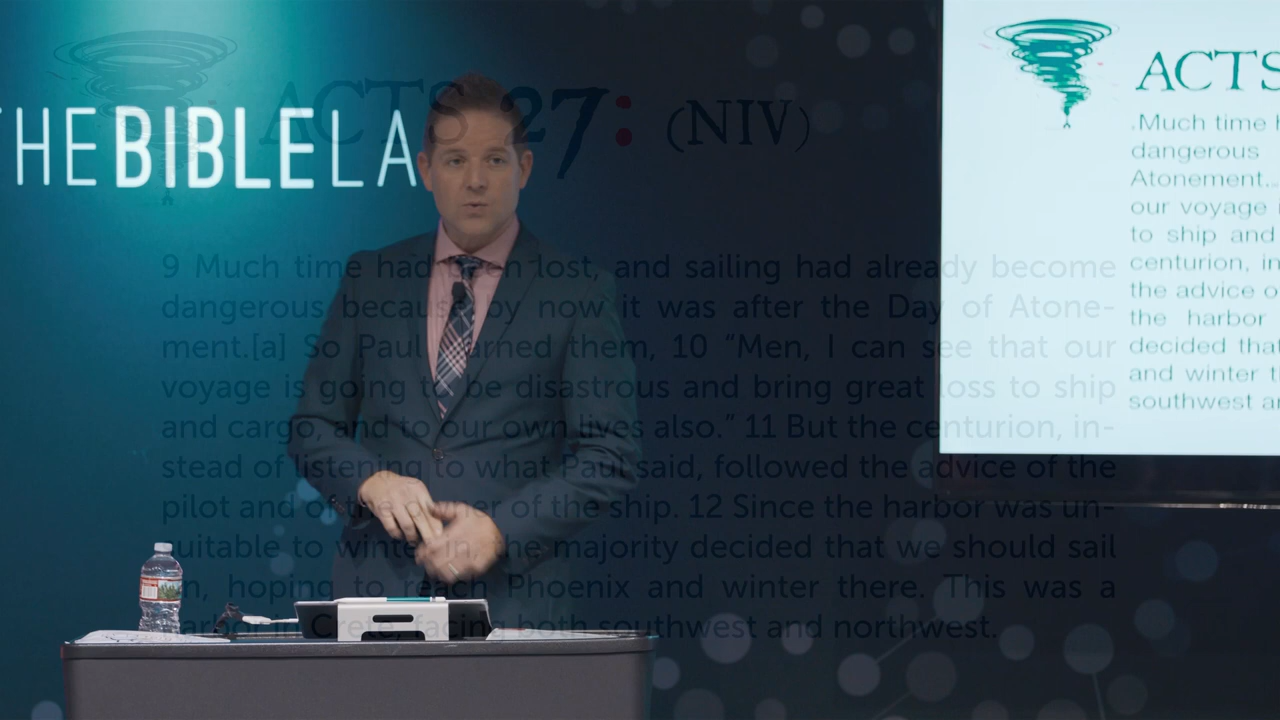 THE BIBLE LA
ACTS 27: (NIV)
9 Much time had been lost, and sailing had already become
dangerous because by now it was after the Day of Atone-
ment.[a] So Paul warned them, 10 “Men, I can see that our
voyage is going to be disastrous and bring great loss to ship
and cargo, and to our own lives also.” 11 But the centurion, in-
stead of listening to what Paul said, followed the advice of the
pilot and of the owner of the ship. 12 Since the harbor was un-
suitable to winter in, the majority decided that we should sail
on, hoping to reach Phoenix and winter there. This was a
harbor in Crete, facing both southwest and northwest.
ACTS
.Much time
dangerous
Atonement...
our voyage
to ship and
centurion, in
the advice o
the harbor
decided that
and winter
southwest